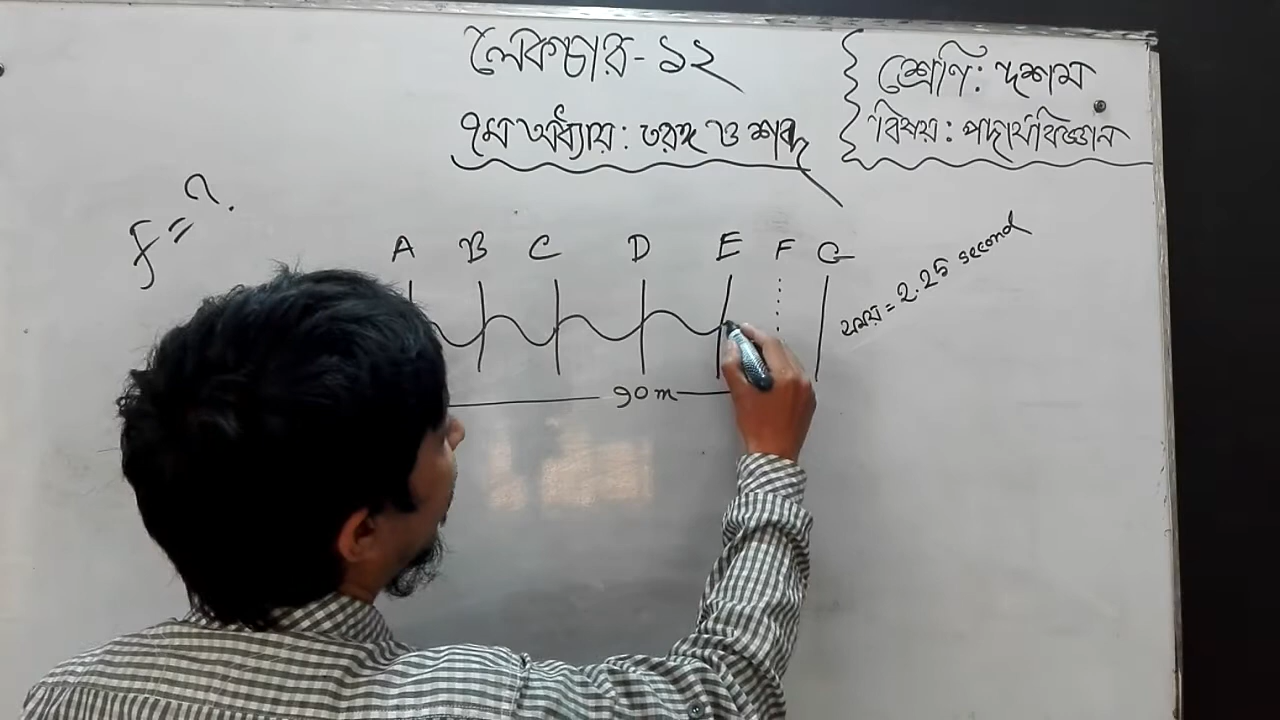 লেকচার-১২
৭ম অধ্যায়: তরঙ্গ ও শব্দ
শ্রেণি: দশম
বিষয়: পদার্থবিজ্ঞান
f=?
A B C D E F G
সময় = 2.25 second
90m